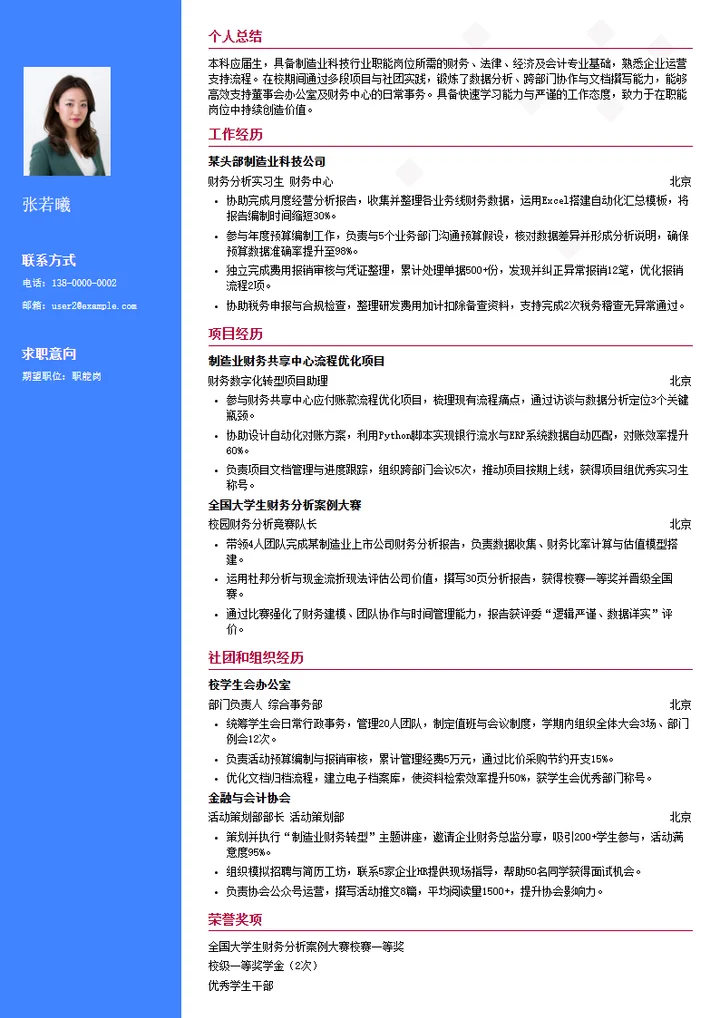 张若曦
联系方式
电话：138-0000-0002
邮箱：user2@example.com
求职意向
期望职位：职能岗
个人总结
本科应届生，具备制造业科技行业职能岗位所需的财务、法律、经济及会计专业基础，熟悉企业运营
支持流程。在校期间通过多段项目与社团实践，锻炼了数据分析、跨部门协作与文档撰写能力，能够
高效支持董事会办公室及财务中心的日常事务。具备快速学习能力与严谨的工作态度，致力于在职能
岗位中持续创造价值。
工作经历
某头部制造业科技公司
财务分析实习生 财务中心 北京
• 协助完成月度经营分析报告，收集并整理各业务线财务数据，运用Excel搭建自动化汇总模板，将
报告编制时间缩短30%。
• 参与年度预算编制工作，负责与5个业务部门沟通预算假设，核对数据差异并形成分析说明，确保
预算数据准确率提升至98%。
• 独立完成费用报销审核与凭证整理，累计处理单据500+份，发现并纠正异常报销12笔，优化报销
流程2项。
• 协助税务申报与合规检查，整理研发费用加计扣除备查资料，支持完成2次税务稽查无异常通过。
项目经历
制造业财务共享中心流程优化项目
财务数字化转型项目助理 北京
• 参与财务共享中心应付账款流程优化项目，梳理现有流程痛点，通过访谈与数据分析定位3个关键
瓶颈。
• 协助设计自动化对账方案，利用Python脚本实现银行流水与ERP系统数据自动匹配，对账效率提升
60%。
• 负责项目文档管理与进度跟踪，组织跨部门会议5次，推动项目按期上线，获得项目组优秀实习生
称号。
全国大学生财务分析案例大赛
校园财务分析竞赛队长 北京
• 带领4人团队完成某制造业上市公司财务分析报告，负责数据收集、财务比率计算与估值模型搭
建。
• 运用杜邦分析与现金流折现法评估公司价值，撰写30页分析报告，获得校赛一等奖并晋级全国
赛。
• 通过比赛强化了财务建模、团队协作与时间管理能力，报告获评委“逻辑严谨、数据详实”评
价。
社团和组织经历
校学生会办公室
部门负责人 综合事务部 北京
• 统筹学生会日常行政事务，管理20人团队，制定值班与会议制度，学期内组织全体大会3场、部门
例会12次。
• 负责活动预算编制与报销审核，累计管理经费5万元，通过比价采购节约开支15%。
• 优化文档归档流程，建立电子档案库，使资料检索效率提升50%，获学生会优秀部门称号。
金融与会计协会
活动策划部部长 活动策划部 北京
• 策划并执行“制造业财务转型”主题讲座，邀请企业财务总监分享，吸引200+学生参与，活动满
意度95%。
• 组织模拟招聘与简历工坊，联系5家企业HR提供现场指导，帮助50名同学获得面试机会。
• 负责协会公众号运营，撰写活动推文8篇，平均阅读量1500+，提升协会影响力。
荣誉奖项
全国大学生财务分析案例大赛校赛一等奖
校级一等奖学金（2次）
优秀学生干部